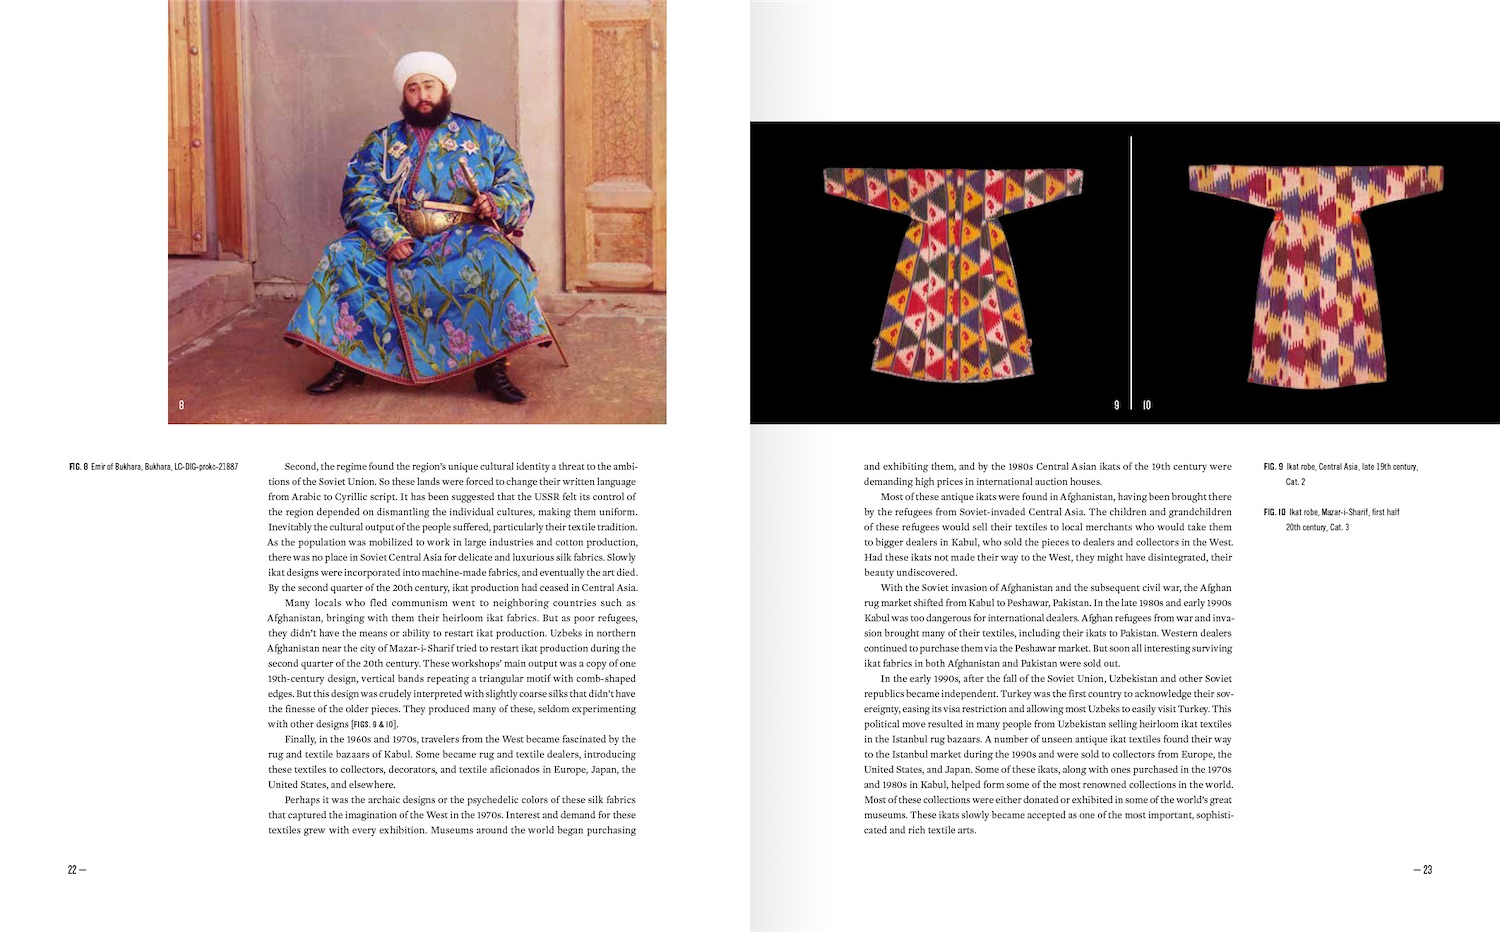 8
FIG. 8 Emir of Bukhara, Bukhara, LC-DIG-prokc-21887
Second, the regime found the region's unique cultural identity a threat to the ambi-
tions of the Soviet Union. So these lands were forced to change their written language
from Arabic to Cyrillic script. It has been suggested that the USSR felt its control of
the region depended on dismantling the individual cultures, making them uniform.
Inevitably the cultural output of the people suffered, particularly their textile tradition.
As the population was mobilized to work in large industries and cotton production,
there was no place in Soviet Central Asia for delicate and luxurious silk fabrics. Slowly
ikat designs were incorporated into machine-made fabrics, and eventually the art died.
By the second quarter of the 20th century, ikat production had ceased in Central Asia.
Many locals who fled communism went to neighboring countries such as
Afghanistan, bringing with them their heirloom ikat fabrics. But as poor refugees,
they didn't have the means or ability to restart ikat production. Uzbeks in northern
Afghanistan near the city of Mazar-i-Sharif tried to restart ikat production during the
second quarter of the 20th century. These workshops' main output was a copy of one
19th-century design, vertical bands repeating a triangular motif with comb-shaped
edges. But this design was crudely interpreted with slightly coarse silks that didn't have
the finesse of the older pieces. They produced many of these, seldom experimenting
with other designs [FIGS. 9 & 10].
Finally, in the 1960s and 1970s, travelers from the West became fascinated by the
rug and textile bazaars of Kabul. Some became rug and textile dealers, introducing
these textiles to collectors, decorators, and textile aficionados in Europe, Japan, the
United States, and elsewhere.
Perhaps it was the archaic designs or the psychedelic colors of these silk fabrics
that captured the imagination of the West in the 1970s. Interest and demand for these
textiles grew with every exhibition. Museums around the world began purchasing
22 —
9
10
and exhibiting them, and by the 1980s Central Asian ikats of the 19th century were
demanding high prices in international auction houses.
Most of these antique ikats were found in Afghanistan, having been brought there
by the refugees from Soviet-invaded Central Asia. The children and grandchildren
of these refugees would sell their textiles to local merchants who would take them
to bigger dealers in Kabul, who sold the pieces to dealers and collectors in the West.
Had these ikats not made their way to the West, they might have disintegrated, their
beauty undiscovered.
With the Soviet invasion of Afghanistan and the subsequent civil war, the Afghan
rug market shifted from Kabul to Peshawar, Pakistan. In the late 1980s and early 1990s
Kabul was too dangerous for international dealers. Afghan refugees from war and inva-
sion brought many of their textiles, including their ikats to Pakistan. Western dealers
continued to purchase them via the Peshawar market. But soon all interesting surviving
ikat fabrics in both Afghanistan and Pakistan were sold out.
In the early 1990s, after the fall of the Soviet Union, Uzbekistan and other Soviet
republics became independent. Turkey was the first country to acknowledge their sov-
ereignty, easing its visa restriction and allowing most Uzbeks to easily visit Turkey. This
political move resulted in many people from Uzbekistan selling heirloom ikat textiles
in the Istanbul rug bazaars. A number of unseen antique ikat textiles found their way
to the Istanbul market during the 1990s and were sold to collectors from Europe, the
United States, and Japan. Some of these ikats, along with ones purchased in the 1970s
and 1980s in Kabul, helped form some of the most renowned collections in the world.
Most of these collections were either donated or exhibited in some of the world's great
museums. These ikats slowly became accepted as one of the most important, sophisti-
cated and rich textile arts.
FIG. 9 Ikat robe, Central Asia, late 19th century,
Cat. 2
FIG. 10 Ikat robe, Mazar-i-Sharif, first half
20th century, Cat. 3
— 23